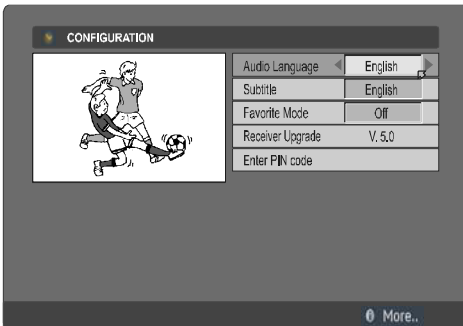 CONFIGURATION
Audio Language English
Subtitle English
Favorite Mode Off
Receiver Upgrade V. 5.0
Enter PIN code
More..